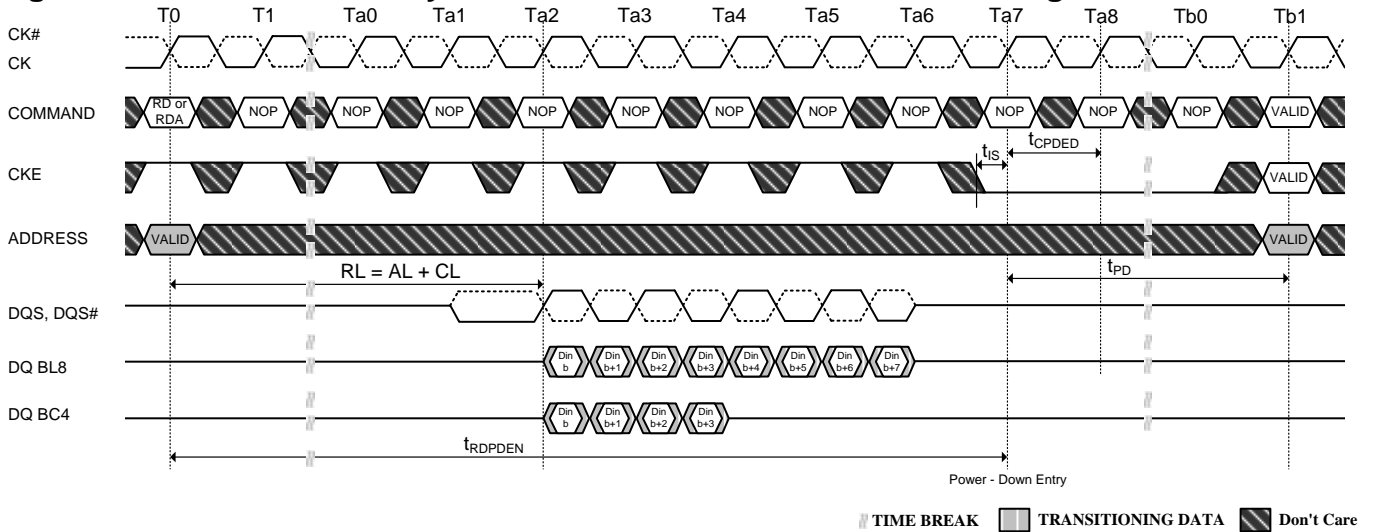 T0 T1 Ta0 Ta1 Ta2 Ta3 Ta4 Ta5 Ta6 Ta7 Ta8 Tb0 Tb1
CK#
CK
COMMAND
RD or RDA
NOP NOP NOP NOP NOP NOP NOP NOP NOP NOP NOP VALID
tIS
tCPDED
CKE
VALID
ADDRESS
VALID VALID
RL = AL + CL
tPD
DQS, DQS#
DQ BL8
Din b Din b+1 Din b+2 Din b+3 Din b+4 Din b+5 Din b+6 Din b+7
DQ BC4
Din b Din b+1 Din b+2 Din b+3
tRDPDEN
Power - Down Entry
TIME BREAK TRANSITIONING DATA Don't Care